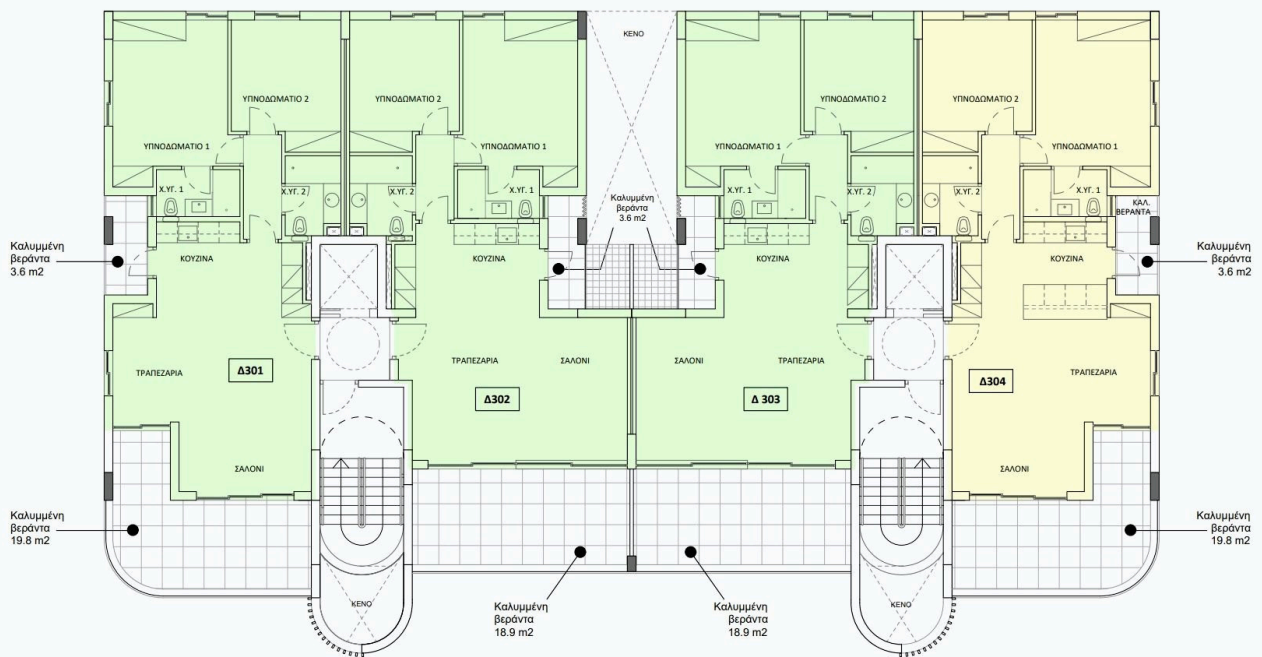 ΚΕΝΟ
ΥΠΝΟΔΩΜΑΤΙΟ 2
ΥΠΝΟΔΩΜΑΤΙΟ 2
ΥΠΝΟΔΩΜΑΤΙΟ 2
ΥΠΝΟΔΩΜΑΤΙΟ 2
ΥΠΝΟΔΩΜΑΤΙΟ 1
ΥΠΝΟΔΩΜΑΤΙΟ 1
ΥΠΝΟΔΩΜΑΤΙΟ 1
ΥΠΝΟΔΩΜΑΤΙΟ 1
Χ.ΥΓ. 1
Χ.ΥΓ. 2
Χ.ΥΓ. 2
Χ.ΥΓ. 1
Χ.ΥΓ. 1
Χ.ΥΓ. 2
Χ.ΥΓ. 2
Χ.ΥΓ. 1
Καλυμμένη
βεράντα
3.6 m2
ΚΑΛ.
ΒΕΡΑΝΤΑ
Καλυμμένη
βεράντα
3.6 m2
ΚΟΥΖΙΝΑ
ΚΟΥΖΙΝΑ
ΚΟΥΖΙΝΑ
ΚΟΥΖΙΝΑ
Καλυμμένη
βεράντα
3.6 m2
ΤΡΑΠΕΖΑΡΙΑ
Δ301
ΤΡΑΠΕΖΑΡΙΑ
ΣΑΛΟΝΙ
Δ302
ΣΑΛΟΝΙ
ΤΡΑΠΕΖΑΡΙΑ
Δ 303
Δ304
ΤΡΑΠΕΖΑΡΙΑ
ΣΑΛΟΝΙ
ΣΑΛΟΝΙ
Καλυμμένη
βεράντα
19.8 m2
Καλυμμένη
βεράντα
19.8 m2
ΚΕΝΟ
Καλυμμένη
βεράντα
18.9 m2
Καλυμμένη
βεράντα
18.9 m2
ΚΕΝΟ